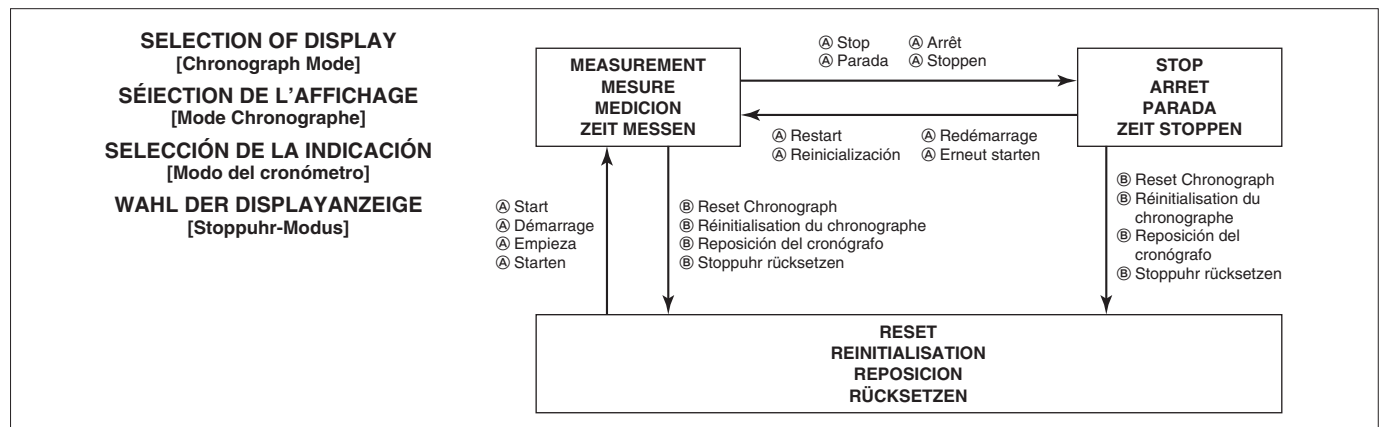 SELECTION OF DISPLAY
[Chronograph Mode]
SÉIECTION DE L'AFFICHAGE
[Mode Chronographe]
SELECCIÓN DE LA INDICACIÓN
[Modo del cronómetro]
WAHL DER DISPLAYANZEIGE
[Stoppuhr-Modus]
MEASUREMENT
MESURE
MEDICION
ZEIT MESSEN
Ⓐ Stop Ⓐ Arrêt
Ⓐ Parada Ⓐ Stoppen
STOP
ARRET
PARADA
ZEIT STOPPEN
Ⓐ Restart Ⓐ Redémarrage
Ⓐ Reinicialización Ⓐ Erneut starten
Ⓐ Start
Ⓐ Démarrage
Ⓐ Empieza
Ⓐ Starten
Ⓑ Reset Chronograph
Ⓑ Réinitialisation du chronographe
Ⓑ Reposición del cronógrafo
Ⓑ Stoppuhr rücksetzen
Ⓑ Reset Chronograph
Ⓑ Réinitialisation du
chronographe
Ⓑ Reposición del
cronógrafo
Ⓑ Stoppuhr rücksetzen
RESET
REINITIALISATION
REPOSICION
RÜCKSETZEN